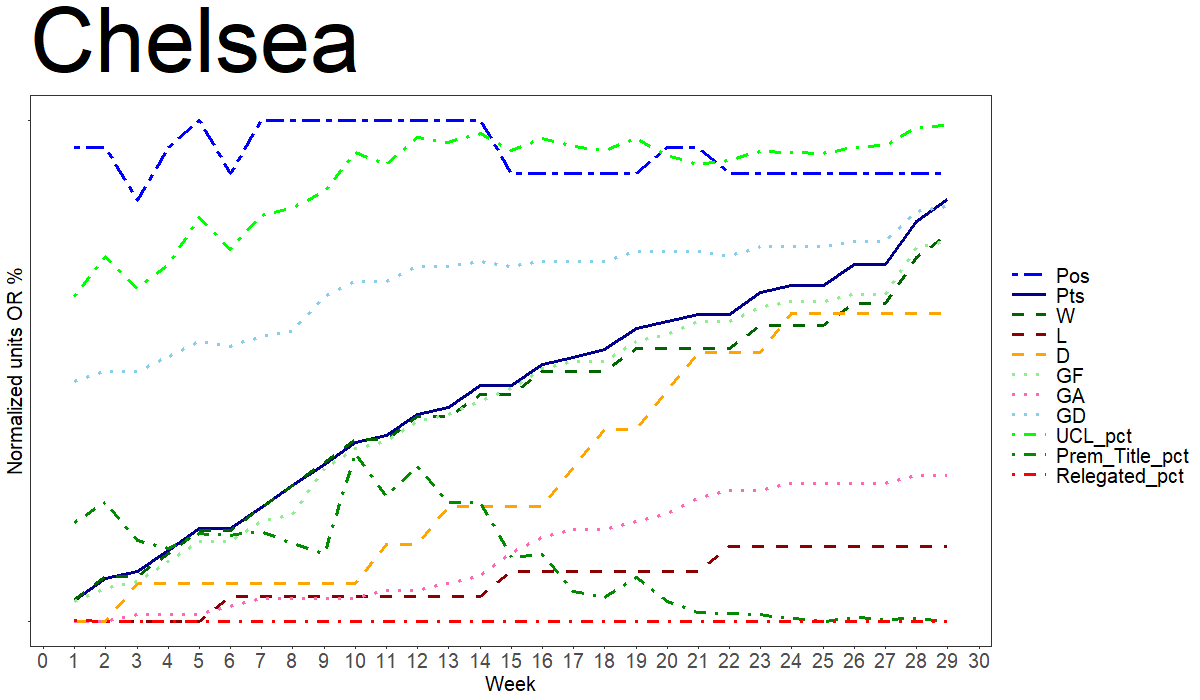 Chelsea
Normalized units OR %
Pos
Pts
W
L
D
GF
GA
GD
UCL_pct
Prem_Title_pct
Relegated_pct
0 1 2 3 4 5 6 7 8 9 10 11 12 13 14 15 16 17 18 19 20 21 22 23 24 25 26 27 28 29 30
Week